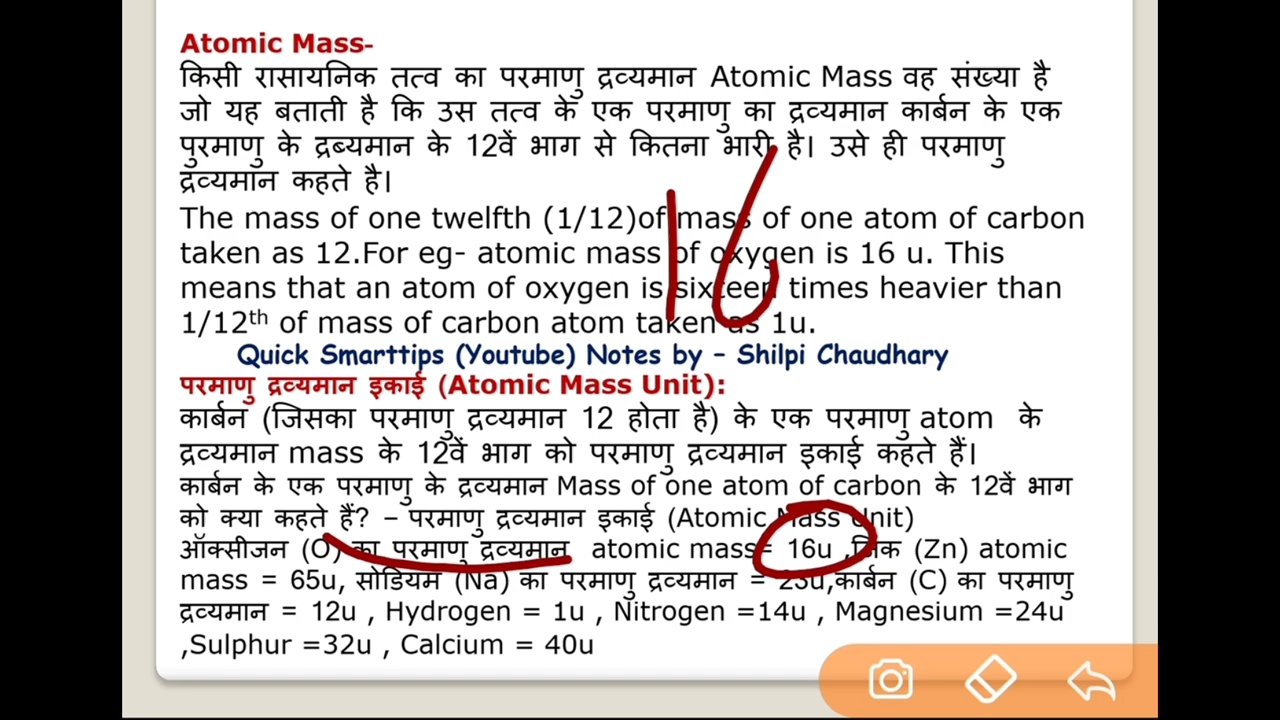 Atomic Mass-
किसी रासायनिक तत्व का परमाणु द्रव्यमान Atomic Mass वह संख्या है
जो यह बताती है कि उस तत्व के एक परमाणु का द्रव्यमान कार्बन के एक
पुरमाणु के द्रब्यमान के 12वें भाग से कितना भारी है। उसे ही परमाणु
द्रव्यमान कहते है।
The mass of one twelfth (1/12)of mass of one atom of carbon
taken as 12.For eg- atomic mass of oxygen is 16 u. This
means that an atom of oxygen is sixteen times heavier than
1/12th of mass of carbon atom taken as 1u.
16
Quick Smarttips (Youtube) Notes by – Shilpi Chaudhary
परमाणु द्रव्यमान इकाई (Atomic Mass Unit):
कार्बन (जिसका परमाणु द्रव्यमान 12 होता है) के एक परमाणु atom के
द्रव्यमान mass के 12वें भाग को परमाणु द्रव्यमान इकाई कहते हैं।
कार्बन के एक परमाणु के द्रव्यमान Mass of one atom of carbon के 12वें भाग
को क्या कहते हैं? – परमाणु द्रव्यमान इकाई (Atomic Mass Unit)
ऑक्सीजन (O) का परमाणु द्रव्यमान atomic mass= 16u ,जिंक (Zn) atomic
mass = 65u, सोडियम (Na) का परमाणु द्रव्यमान = 23u,कार्बन (C) का परमाणु
द्रव्यमान = 12u , Hydrogen = 1u , Nitrogen =14u , Magnesium =24u
,Sulphur =32u , Calcium = 40u